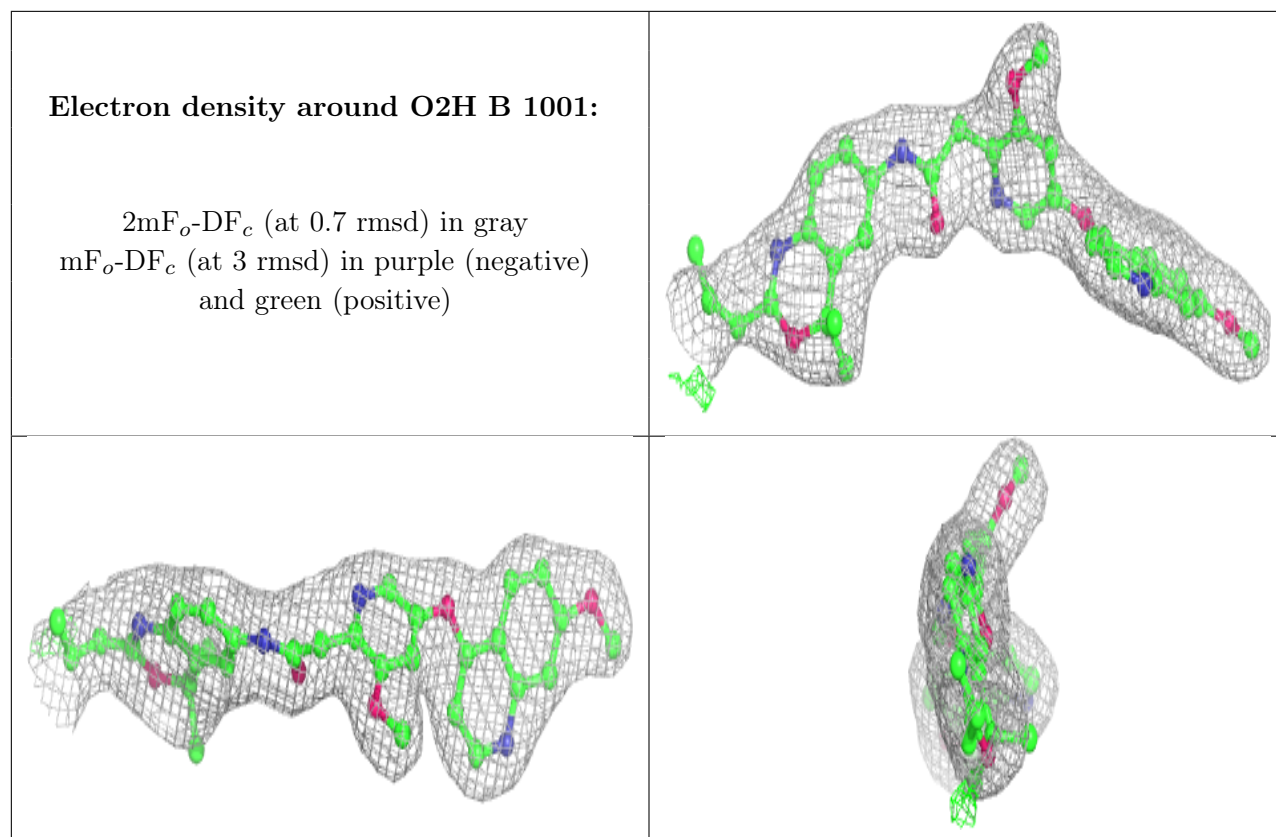 Electron density around O2H B 1001:
2mFₒ-DF𝒸 (at 0.7 rmsd) in gray
mFₒ-DF𝒸 (at 3 rmsd) in purple (negative)
and green (positive)